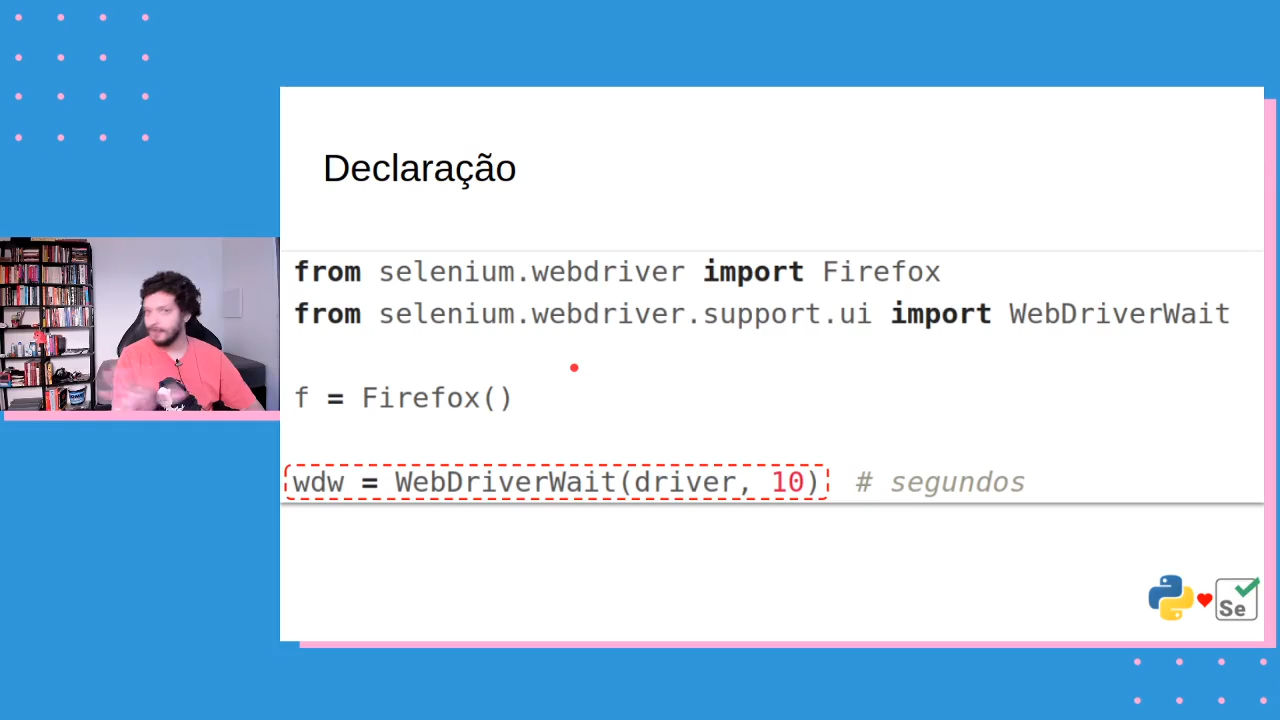 Declaração
from selenium.webdriver import Firefox
from selenium.webdriver.support.ui import WebDriverWait
f = Firefox()
wdw = WebDriverWait(driver, 10) # segundos
Se